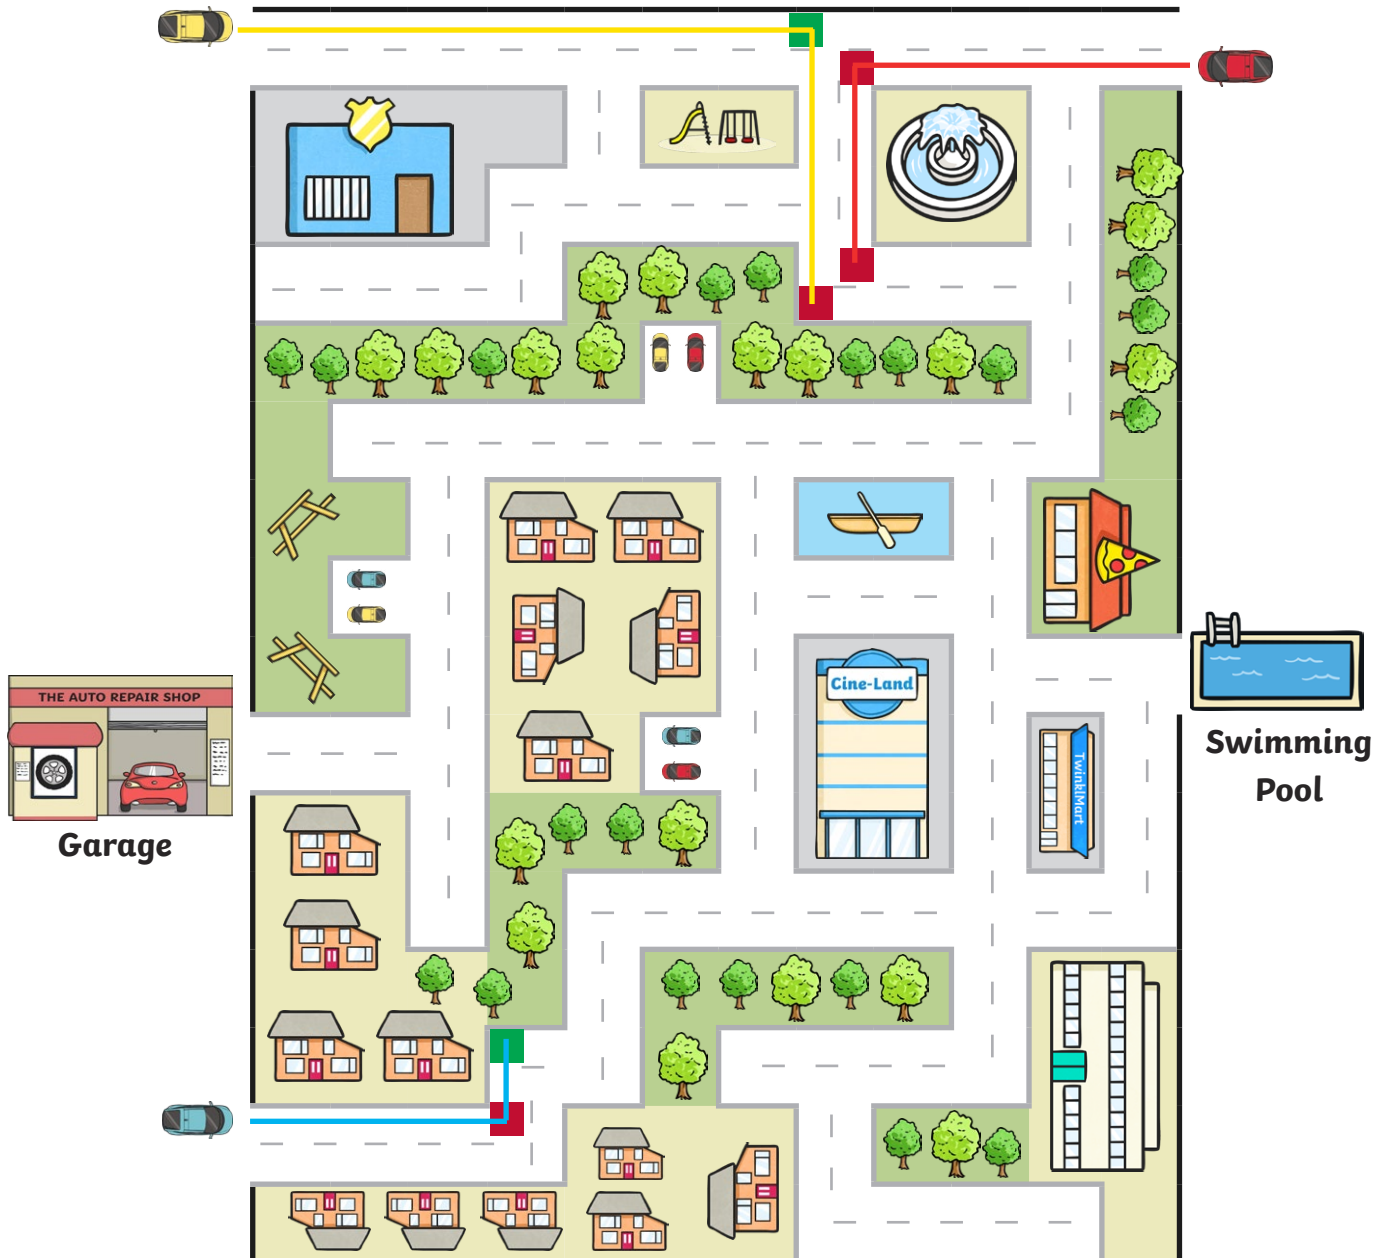 Cine-Land
THE AUTO REPAIR SHOP
Swimming
Pool
TwinklMart
Garage